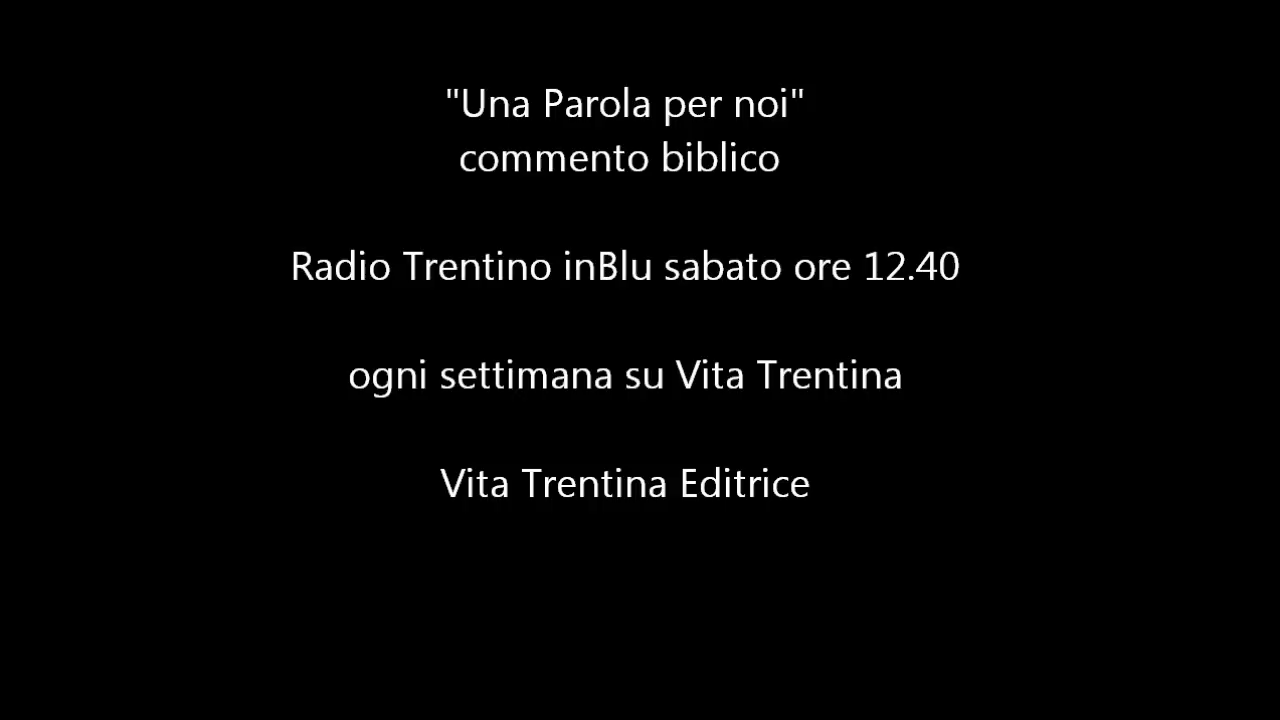 "Una Parola per noi"
commento biblico
Radio Trentino inBlu sabato ore 12.40
ogni settimana su Vita Trentina
Vita Trentina Editrice